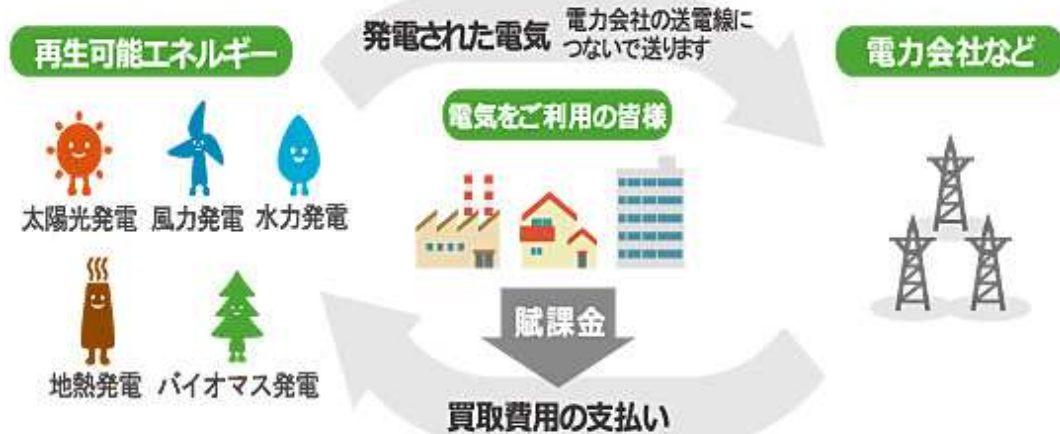 再生可能エネルギー
発電された電気
電力会社の送電線に
つないで送ります
電力会社など
電気をご利用の皆様
太陽光発電
風力発電
水力発電
地熱発電
バイオマス発電
賦課金
買取費用の支払い